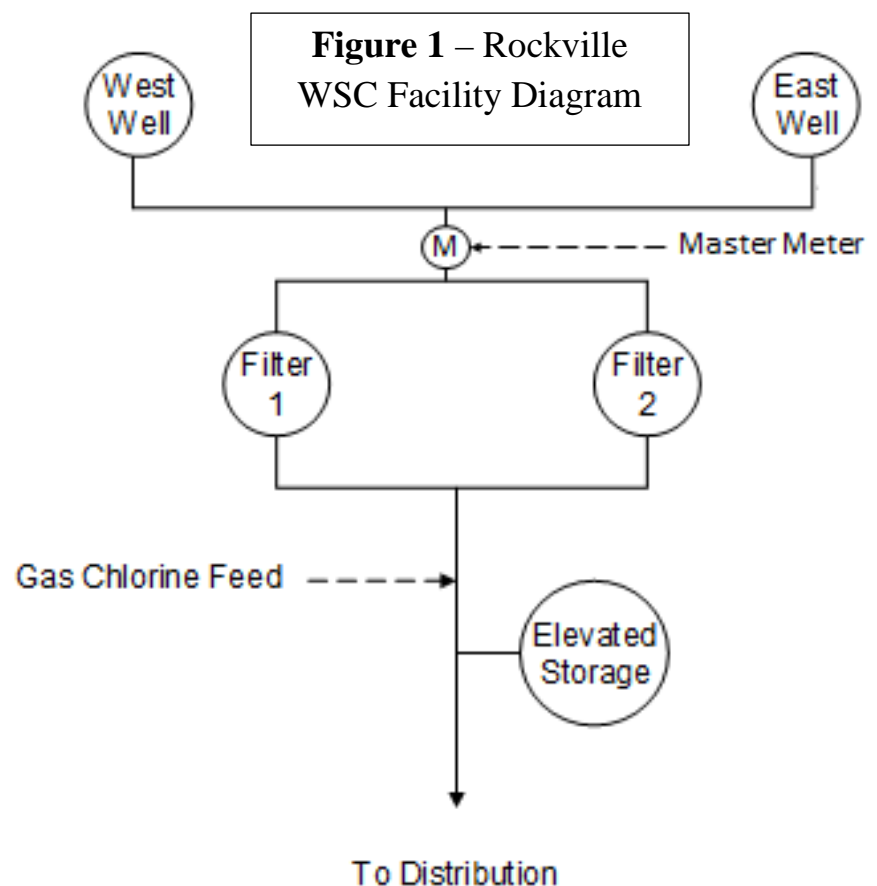 Figure 1 – Rockville
WSC Facility Diagram
West
Well
East
Well
M
Master Meter
Filter
1
Filter
2
Gas Chlorine Feed
Elevated
Storage
To Distribution